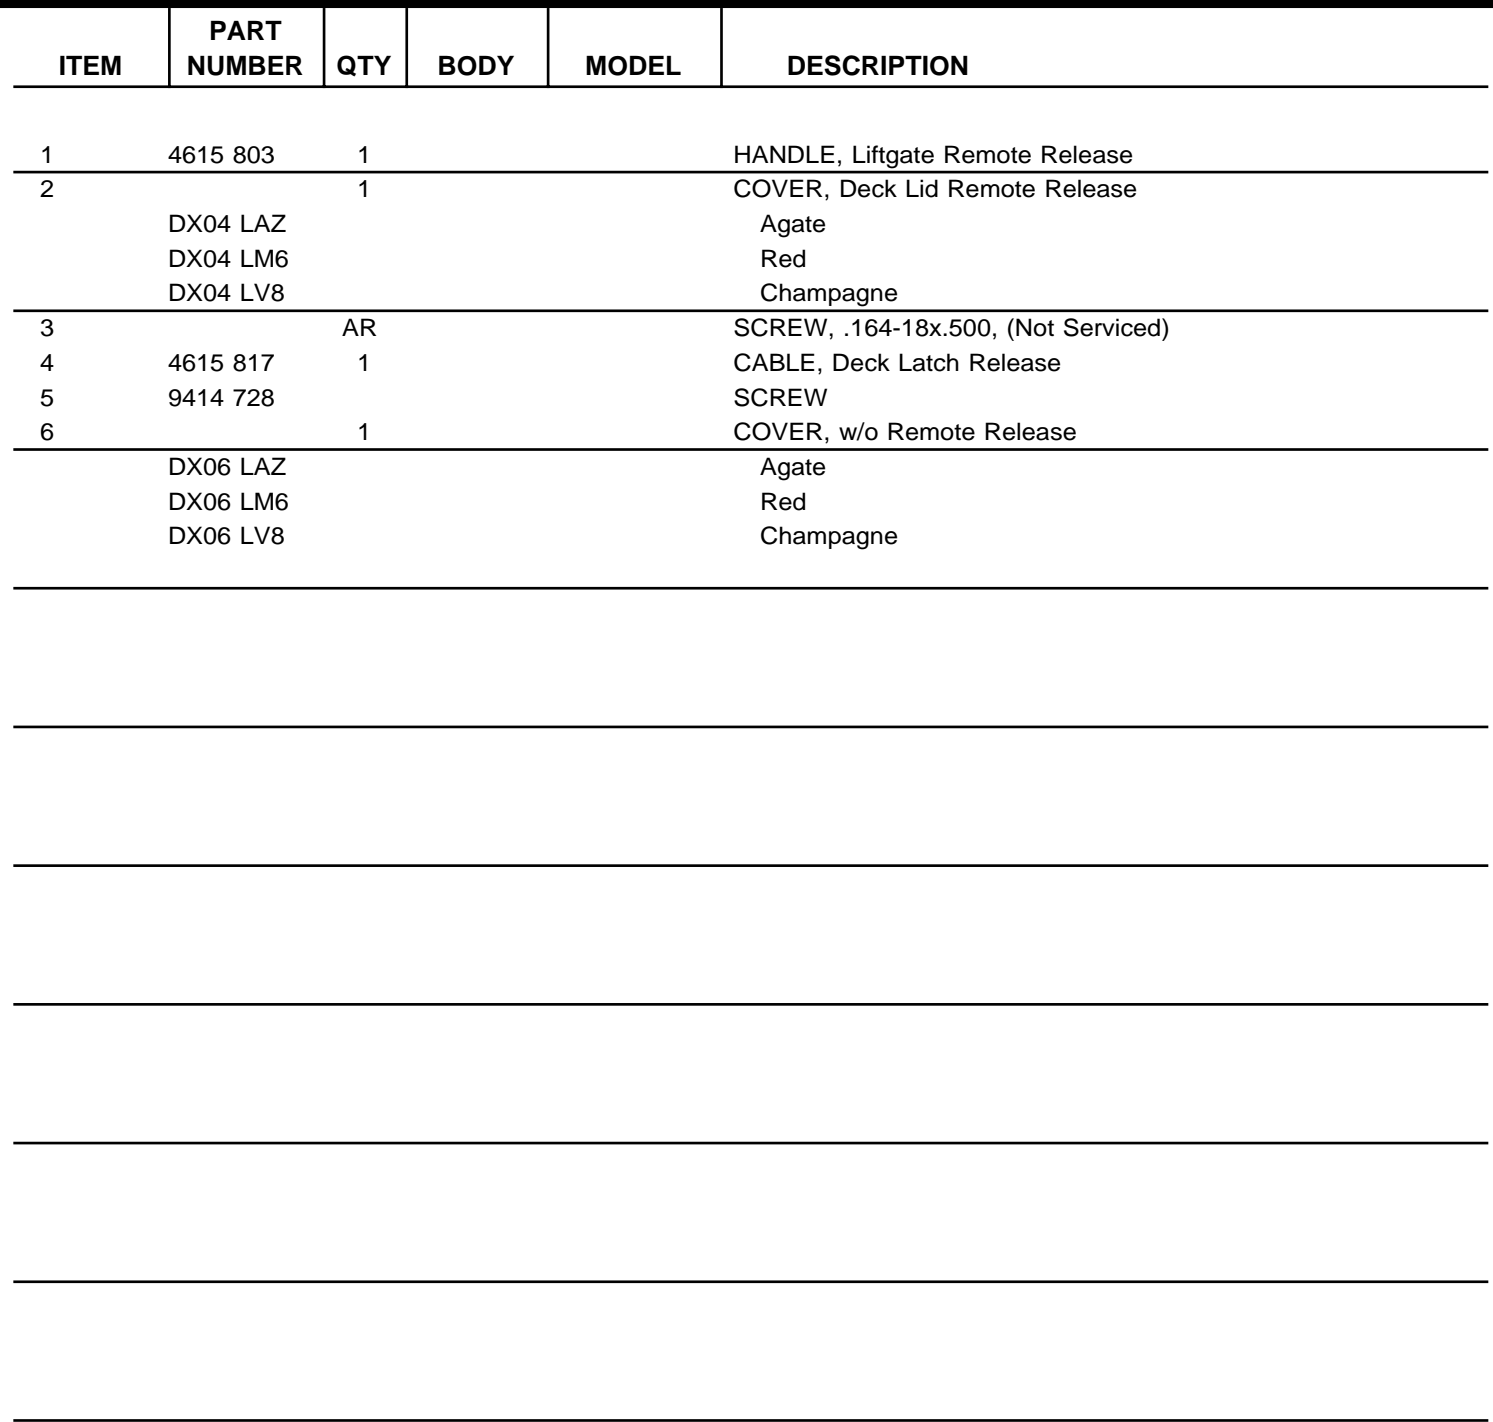 PART
ITEM NUMBER QTY BODY MODEL DESCRIPTION
1 4615 803 1 HANDLE, Liftgate Remote Release
2 1 COVER, Deck Lid Remote Release
DX04 LAZ Agate
DX04 LM6 Red
DX04 LV8 Champagne
3 AR SCREW, .164-18x.500, (Not Serviced)
4 4615 817 1 CABLE, Deck Latch Release
5 9414 728 SCREW
6 1 COVER, w/o Remote Release
DX06 LAZ Agate
DX06 LM6 Red
DX06 LV8 Champagne